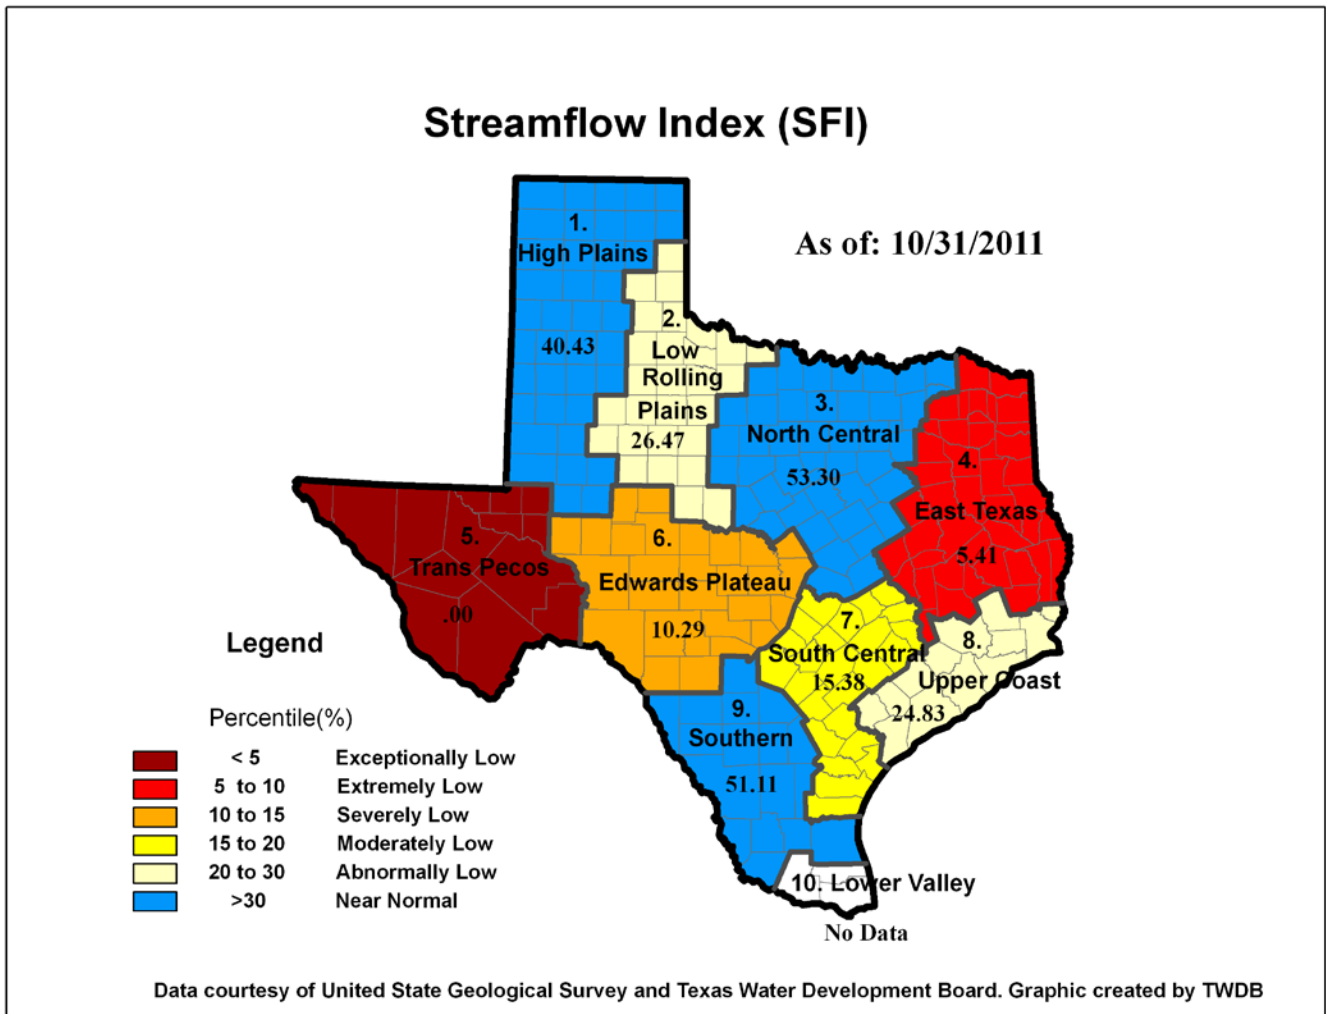 Streamflow Index (SFI)
As of: 10/31/2011
1.
High Plains
40.43
2.
Low
Rolling
Plains
26.47
3.
North Central
53.30
4.
East Texas
5.41
5.
Trans Pecos
.00
6.
Edwards Plateau
10.29
7.
South Central
15.38
8.
Upper Coast
24.83
9.
Southern
51.11
10. Lower Valley
No Data
Legend
Percentile(%)
< 5 Exceptionally Low
5 to 10 Extremely Low
10 to 15 Severely Low
15 to 20 Moderately Low
20 to 30 Abnormally Low
>30 Near Normal
Data courtesy of United State Geological Survey and Texas Water Development Board. Graphic created by TWDB